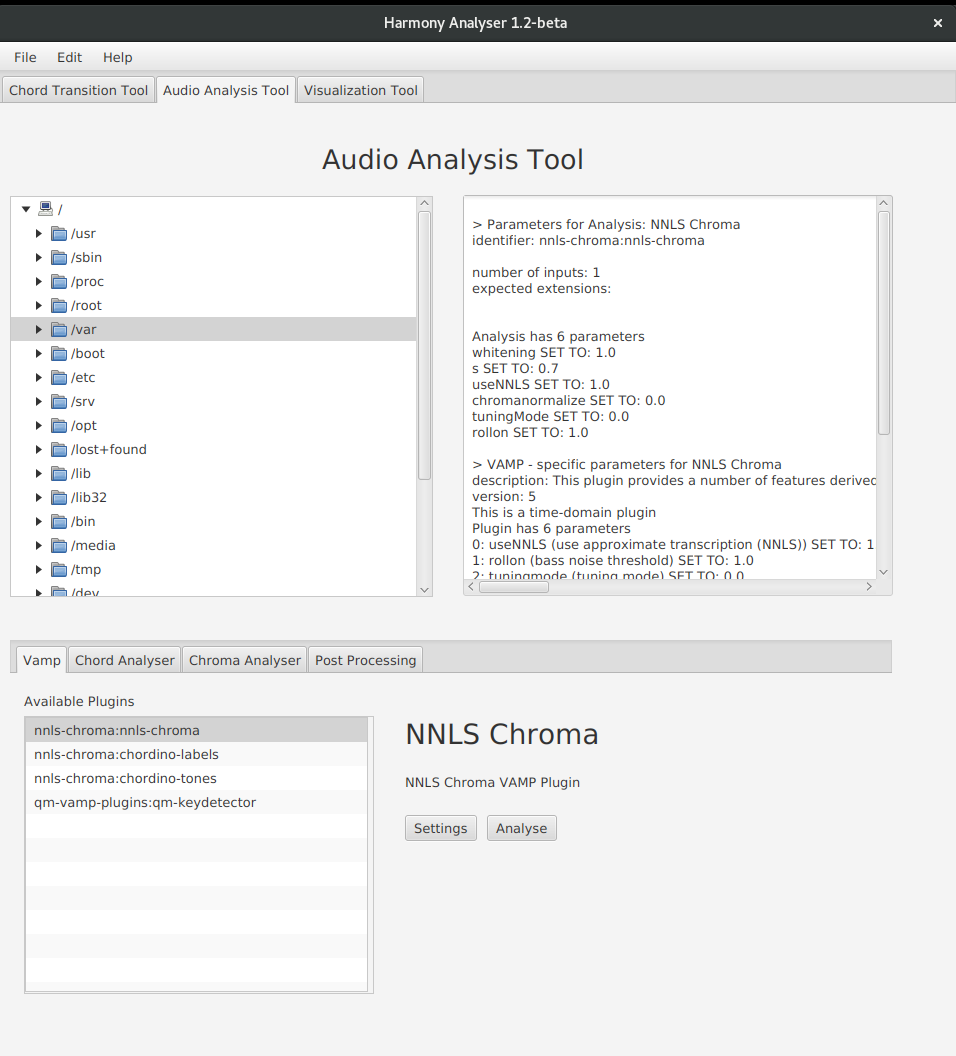 Harmony Analyser 1.2-beta
File Edit Help
Chord Transition Tool Audio Analysis Tool Visualization Tool
Audio Analysis Tool
/
/usr
/sbin
/proc
/root
/var
/boot
/etc
/srv
/opt
/lost+found
/lib
/lib32
/bin
/media
/tmp
/dev
> Parameters for Analysis: NNLS Chroma
identifier: nnls-chroma:nnls-chroma
number of inputs: 1
expected extensions:
Analysis has 6 parameters
whitening SET TO: 1.0
s SET TO: 0.7
useNNLS SET TO: 1.0
chromanormalize SET TO: 0.0
tuningMode SET TO: 0.0
rollon SET TO: 1.0
> VAMP - specific parameters for NNLS Chroma
description: This plugin provides a number of features derived
version: 5
This is a time-domain plugin
Plugin has 6 parameters
0: useNNLS (use approximate transcription (NNLS)) SET TO: 1
1: rollon (bass noise threshold) SET TO: 1.0
2: tuningmode (tuning mode) SET TO: 0.0
Vamp Chord Analyser Chroma Analyser Post Processing
Available Plugins
nnls-chroma:nnls-chroma
nnls-chroma:chordino-labels
nnls-chroma:chordino-tones
qm-vamp-plugins:qm-keydetector
NNLS Chroma
NNLS Chroma VAMP Plugin
Settings Analyse